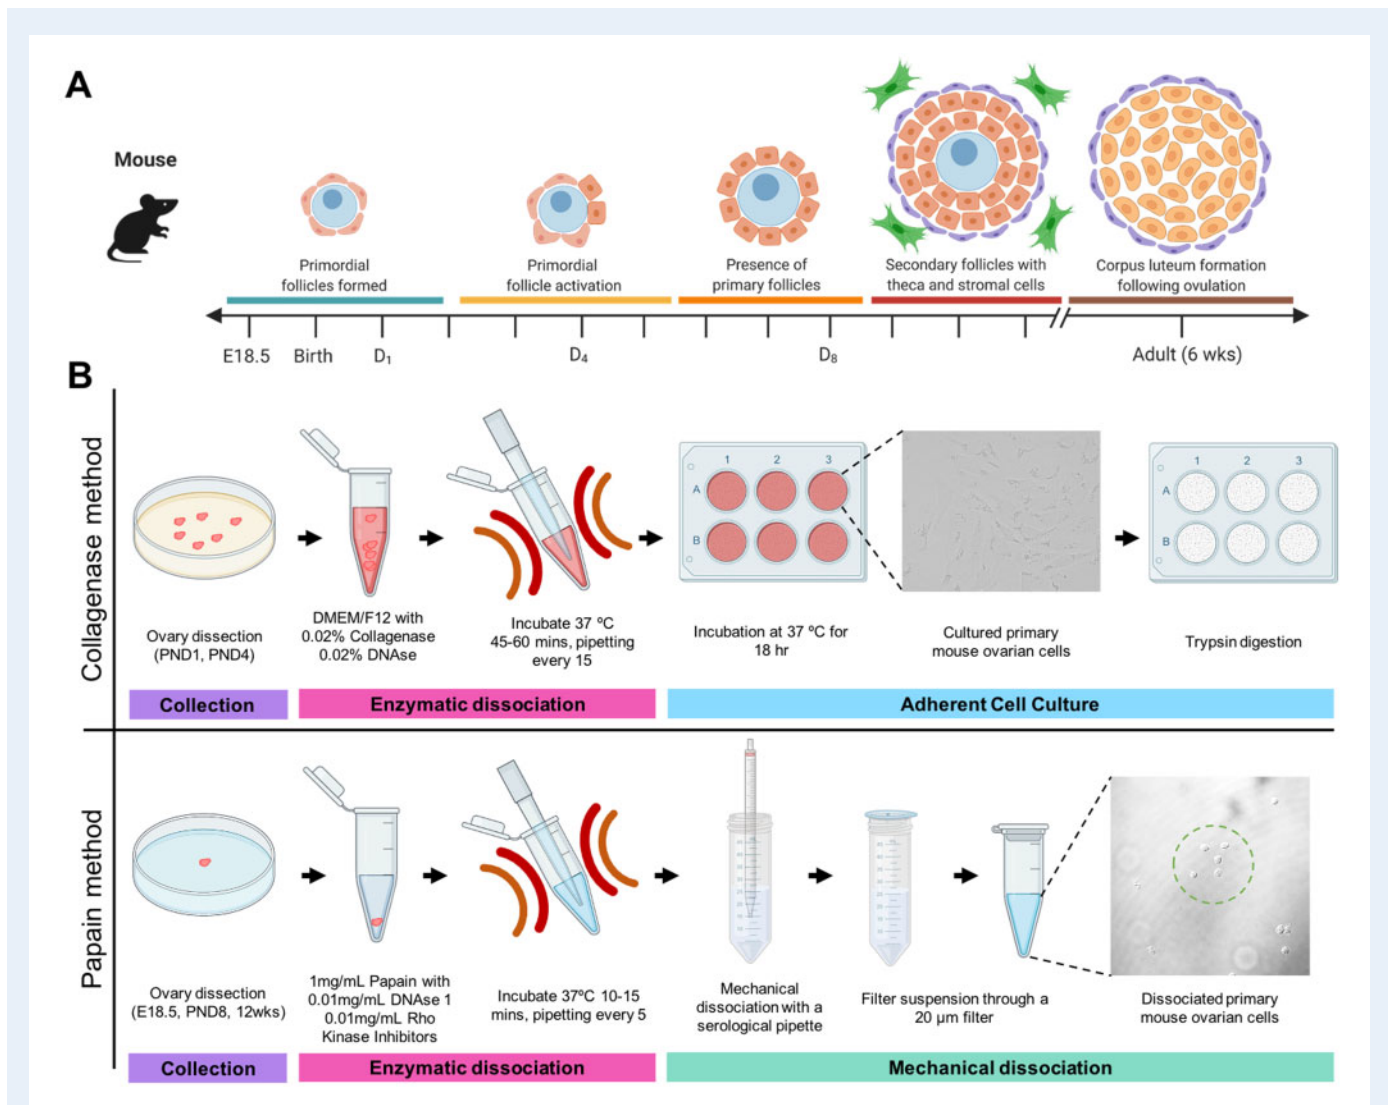 A
Mouse
Primordial
follicles formed
Primordial
follicle activation
Presence of
primary follicles
Secondary follicles with
theca and stromal cells
Corpus luteum formation
following ovulation
E18.5
Birth
D₁
D₄
D₈
Adult (6 wks)
B
Collagenase method
1 2 3
A
B
1 2 3
A
B
Ovary dissection
(PND1, PND4)
DMEM/F12 with
0.02% Collagenase
0.02% DNAse
Incubate 37 ºC
45-60 mins, pipetting
every 15
Incubation at 37 ºC for
18 hr
Cultured primary
mouse ovarian cells
Trypsin digestion
Collection
Enzymatic dissociation
Adherent Cell Culture
Papain method
Ovary dissection
(E18.5, PND8, 12wks)
1mg/mL Papain with
0.01mg/mL DNAse 1
0.01mg/mL Rho
Kinase Inhibitors
Incubate 37ºC 10-15
mins, pipetting every 5
Mechanical
dissociation with a
serological pipette
Filter suspension through a
20 µm filter
Dissociated primary
mouse ovarian cells
Collection
Enzymatic dissociation
Mechanical dissociation